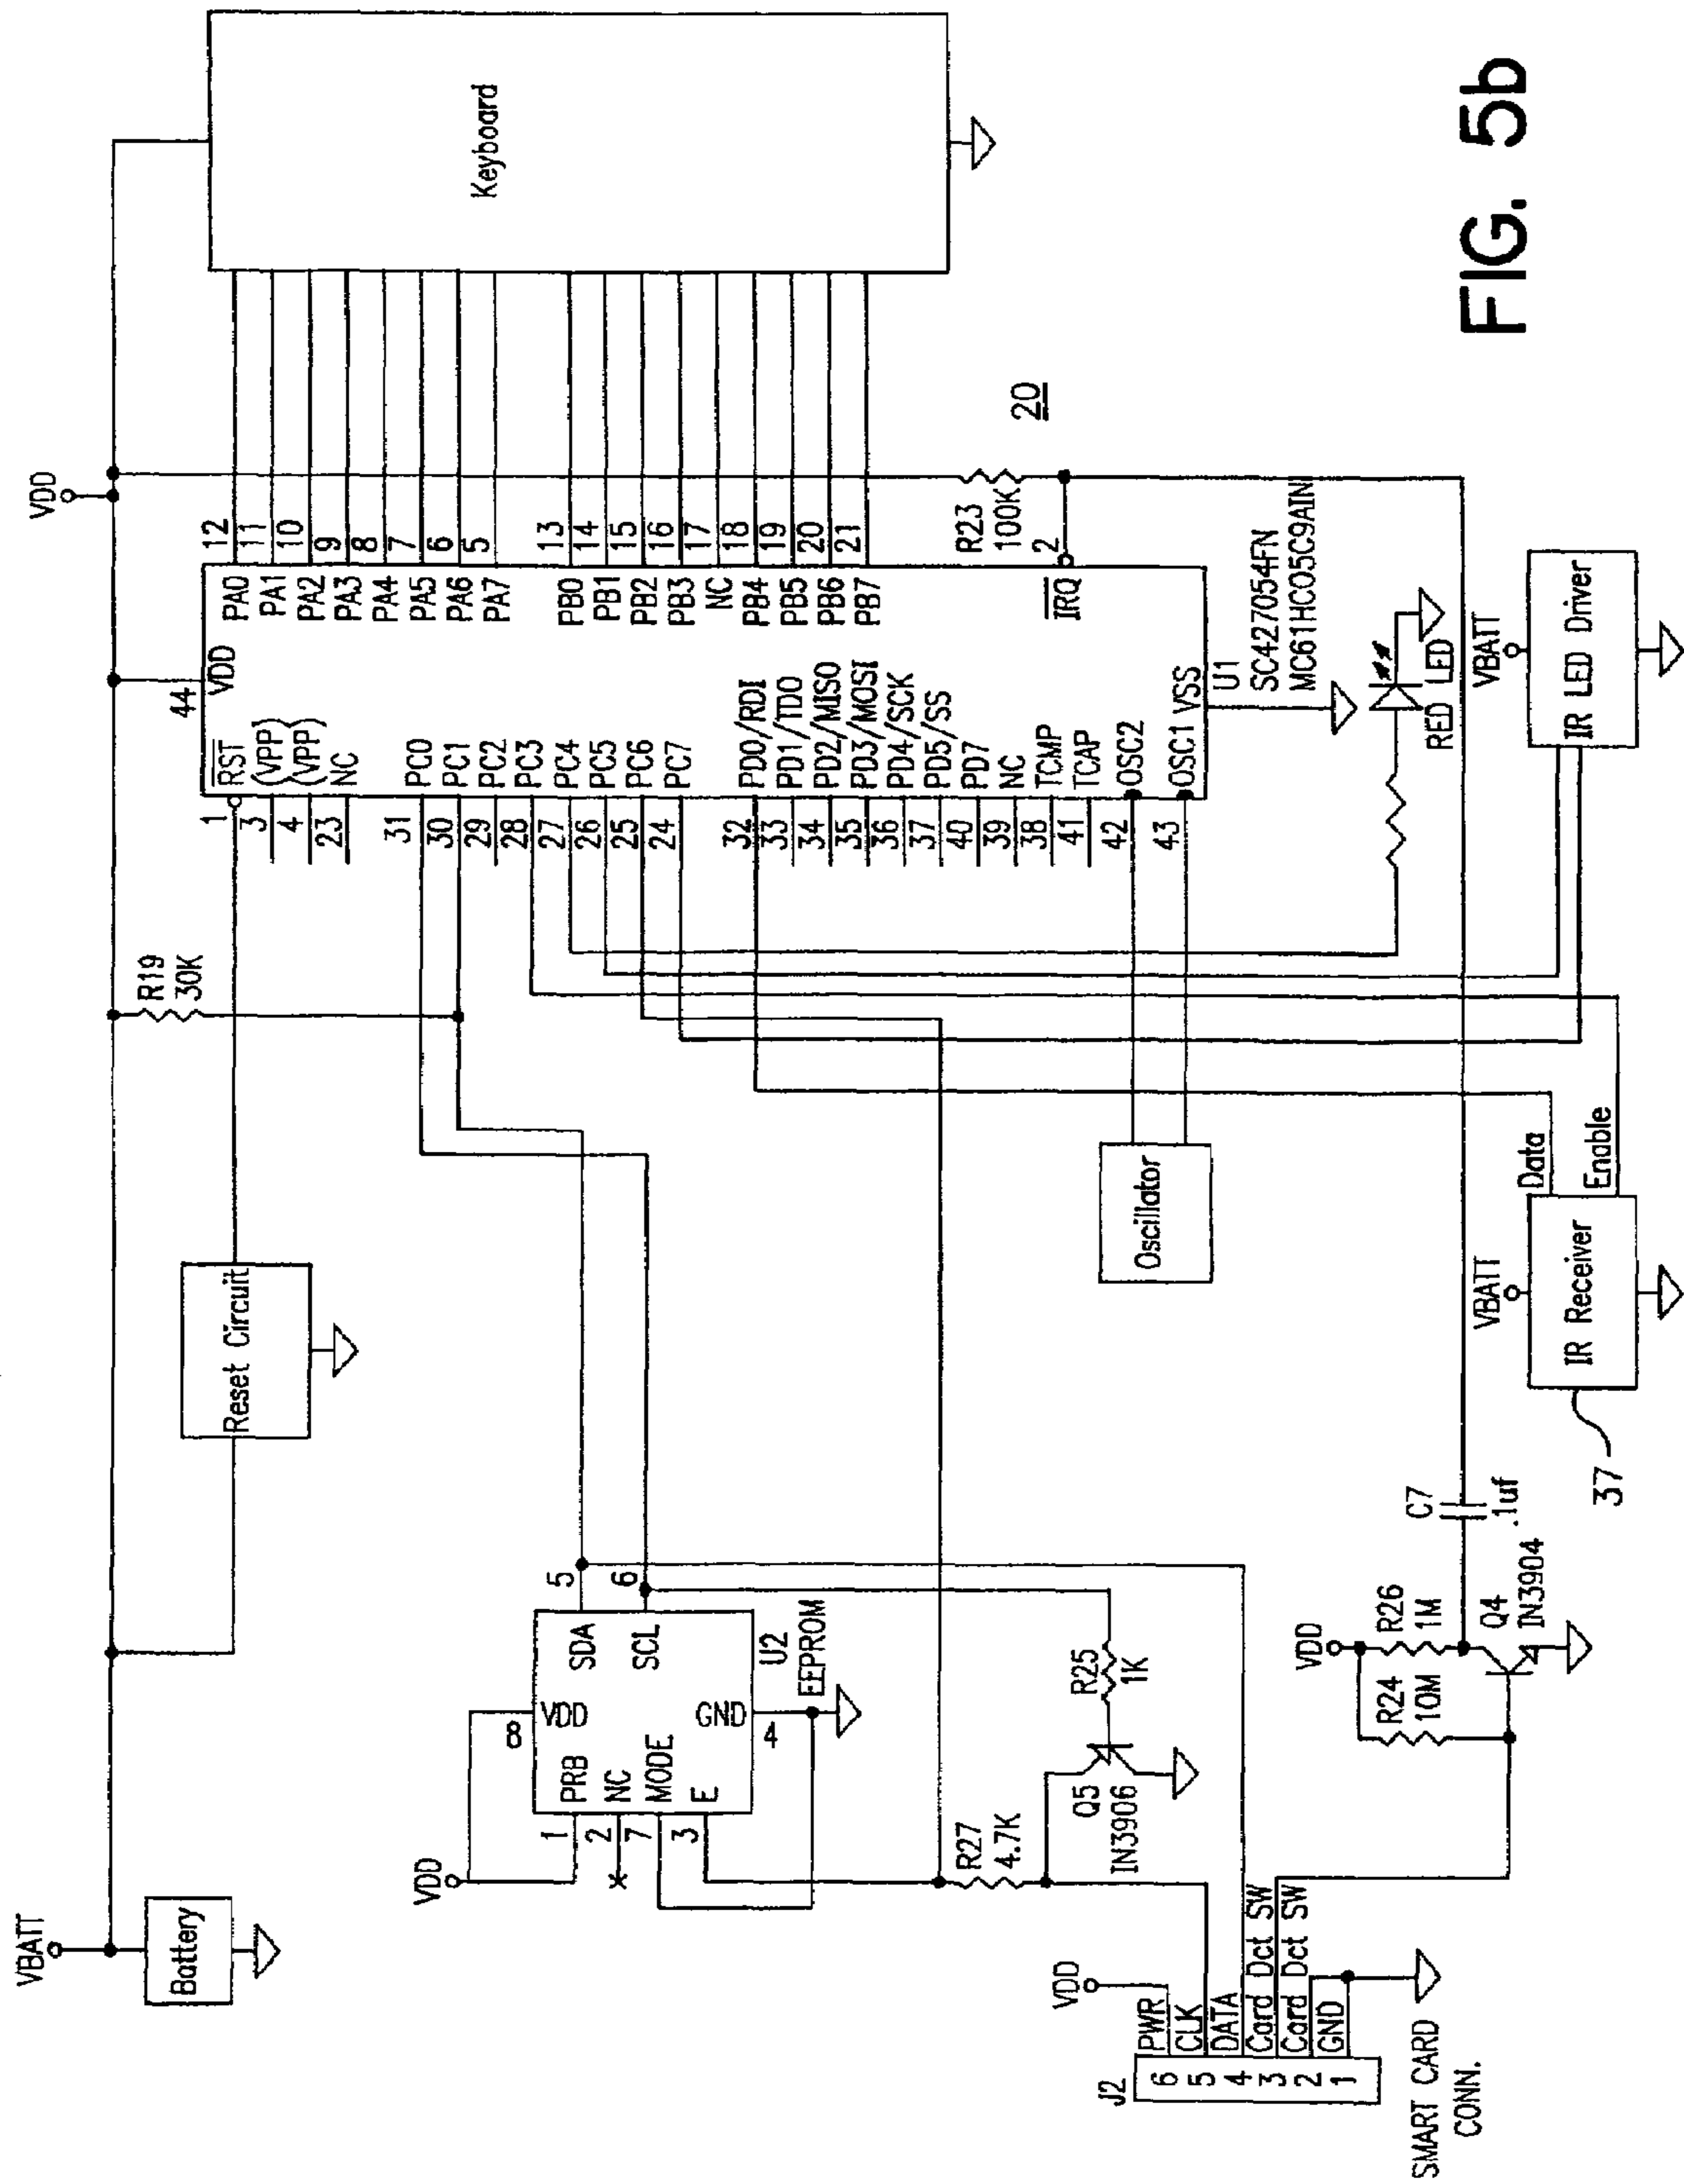 VBATT
Battery
Reset Circuit
R19
30K
VDD
Keyboard
VDD
8
VDD
1
PRB
2
NC
7
MODE
3
E
SDA
5
SCL
6
GND
4
U2
EEPROM
1
RST
3
(VPP)
4
(VPP)
23
NC
31
PC0
30
PC1
29
PC2
28
PC3
27
PC4
26
PC5
25
PC6
24
PC7
32
PD0/RDI
33
PD1/TDO
34
PD2/MISO
35
PD3/MOSI
36
PD4/SCK
37
PD5/SS
40
PD7
39
NC
38
TCMP
41
TCAP
42
OSC2
43
OSC1
44
VDD
PA0
12
PA1
11
PA2
10
PA3
9
PA4
8
PA5
7
PA6
6
PA7
5
PB0
13
PB1
14
PB2
15
PB3
16
NC
17
PB4
18
PB5
19
PB6
20
PB7
21
IRQ
2
VSS
U1
SC427054FN
MC61HC05C9AIN
R23
100K
20
R27
4.7K
Q5
IN3906
R25
1K
Oscillator
RED LED
J2
6
PWR
5
CLK
4
DATA
3
Card Dct SW
2
Card Dct SW
1
GND
VDD
SMART CARD
CONN.
VDD
R24
10M
R26
1M
Q4
IN3904
C7
.1uf
VBATT
IR Receiver
Data
Enable
37
VBATT
IR LED Driver
FIG. 5b